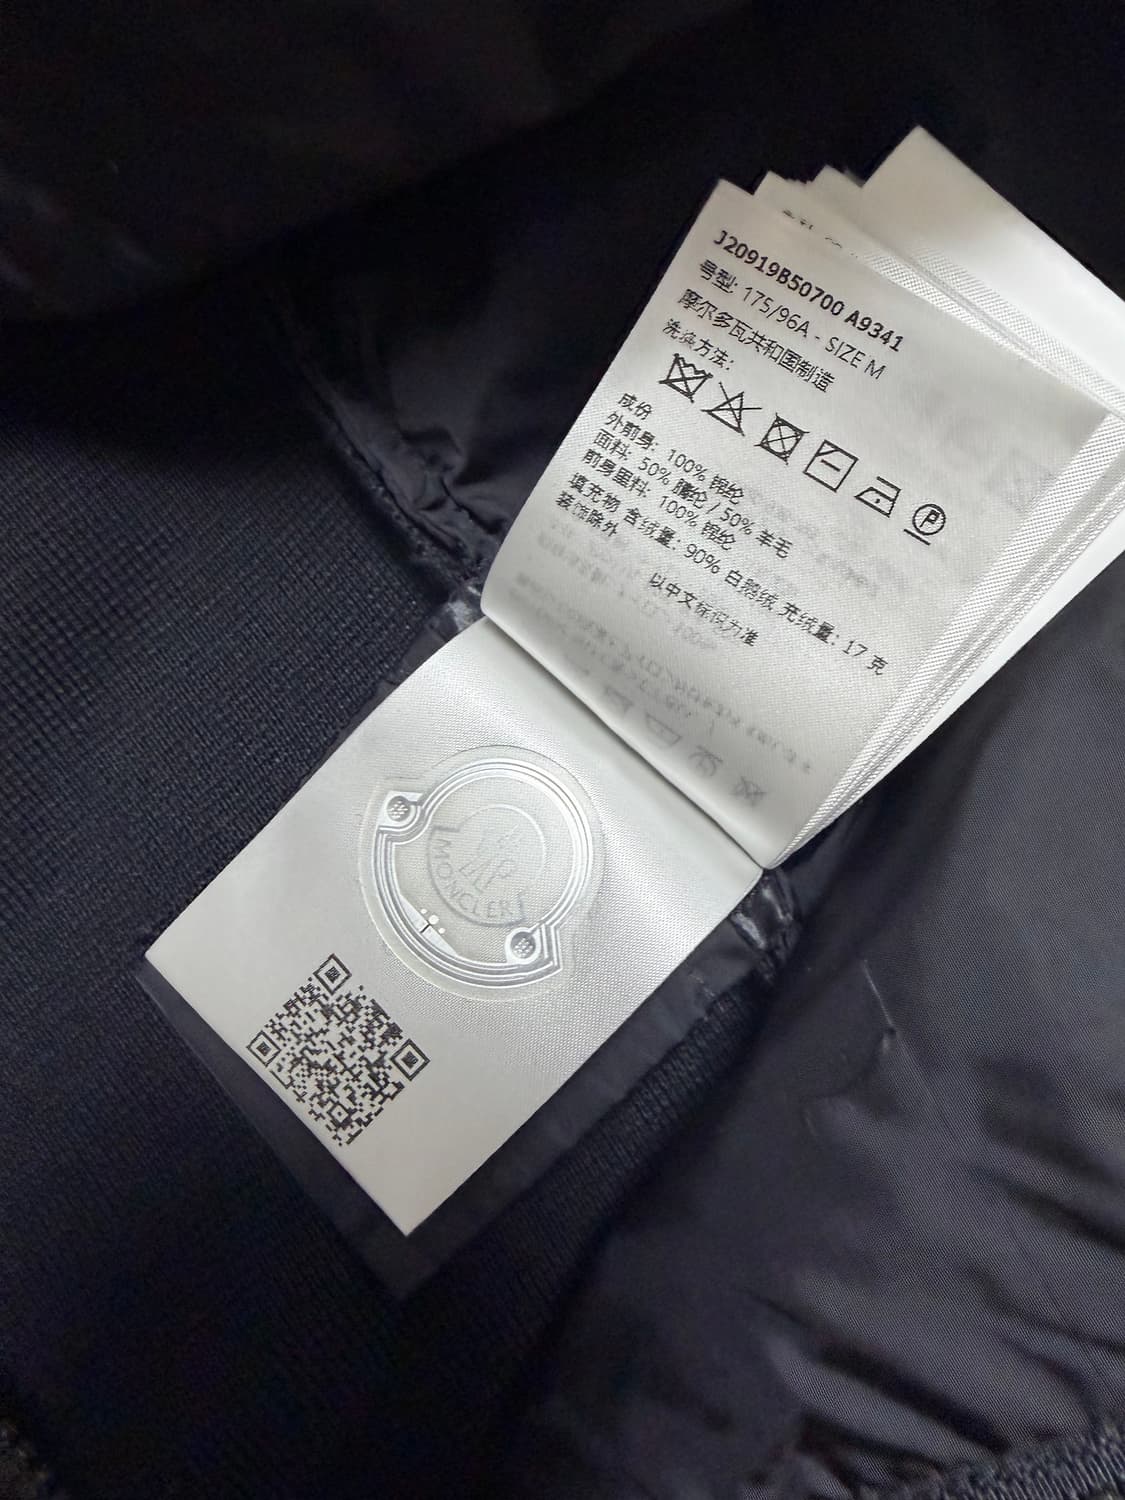 J20919B50700 A9341
号型: 175/96A - SIZE M
摩尔多瓦共和国制造
洗涤方法:
P
成份
外前身: 100% 锦纶
面料: 50% 腈纶 / 50% 羊毛
前身里料: 100% 锦纶
填充物 含绒量: 90% 白鹅绒 充绒量: 17 克
装饰除外
以中文标识为准
MONCLER